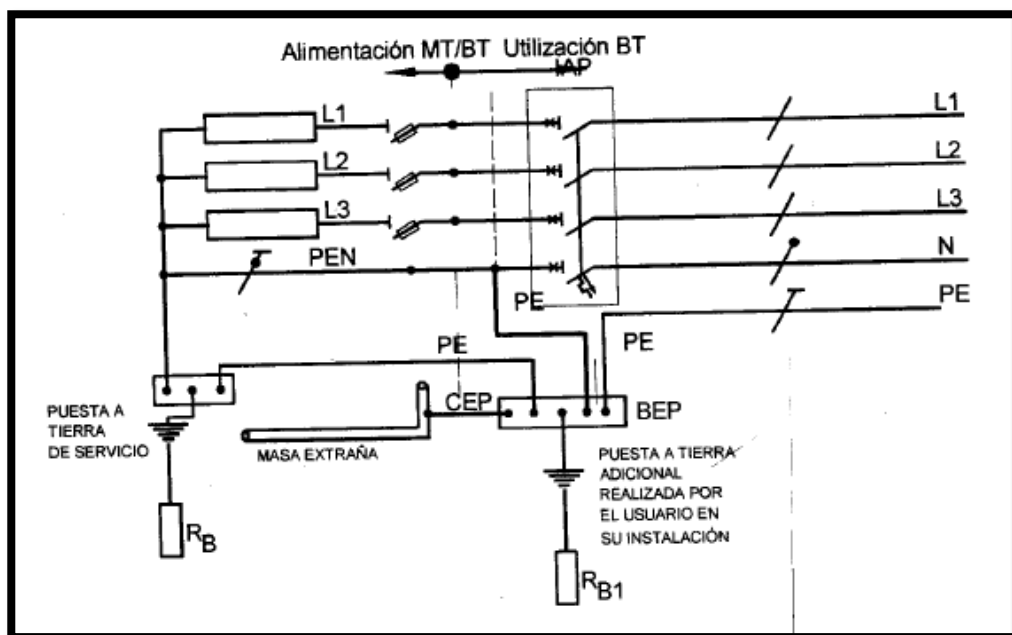 Alimentación MT/BT Utilización BT
IAP
L1
L1
L2
L2
L3
L3
PEN
N
PE
PE
PE
PE
CEP
BEP
PUESTA A
TIERRA
DE SERVICIO
MASA EXTRAÑA
PUESTA A TIERRA
ADICIONAL
REALIZADA POR
EL USUARIO EN
SU INSTALACIÓN
RB
RB1